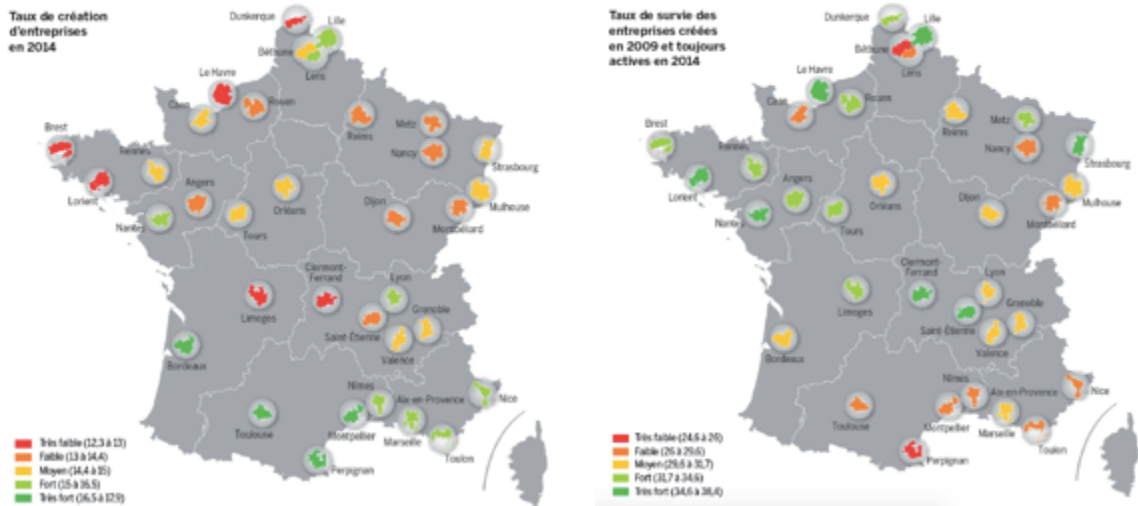 Taux de création
d'entreprises
en 2014
Dunkerque
Lille
Béthune
Lens
Le Havre
Caen
Rouen
Reims
Metz
Nancy
Strasbourg
Brest
Rennes
Lorient
Angers
Nantes
Tours
Orléans
Dijon
Mulhouse
Montbéliard
Clermont-
Ferrand
Lyon
Limoges
Grenoble
Saint-Étienne
Valence
Bordeaux
Nîmes
Aix-en-Provence
Nice
Toulouse
Montpellier
Marseille
Toulon
Perpignan
Très faible (12,3 à 13)
Faible (13 à 14,4)
Moyen (14,4 à 15)
Fort (15 à 16,5)
Très fort (16,5 à 12,9)
Taux de survie des
entreprises créées
en 2009 et toujours
actives en 2014
Dunkerque
Lille
Béthune
Lens
Le Havre
Caen
Rouen
Reims
Metz
Nancy
Strasbourg
Brest
Rennes
Lorient
Angers
Nantes
Tours
Orléans
Dijon
Mulhouse
Montbéliard
Clermont-
Ferrand
Lyon
Limoges
Grenoble
Saint-Étienne
Valence
Bordeaux
Nîmes
Aix-en-Provence
Nice
Toulouse
Montpellier
Marseille
Toulon
Perpignan
Très faible (24,6 à 26)
Faible (26 à 29,6)
Moyen (29,6 à 31,7)
Fort (31,7 à 34,6)
Très fort (34,6 à 38,4)